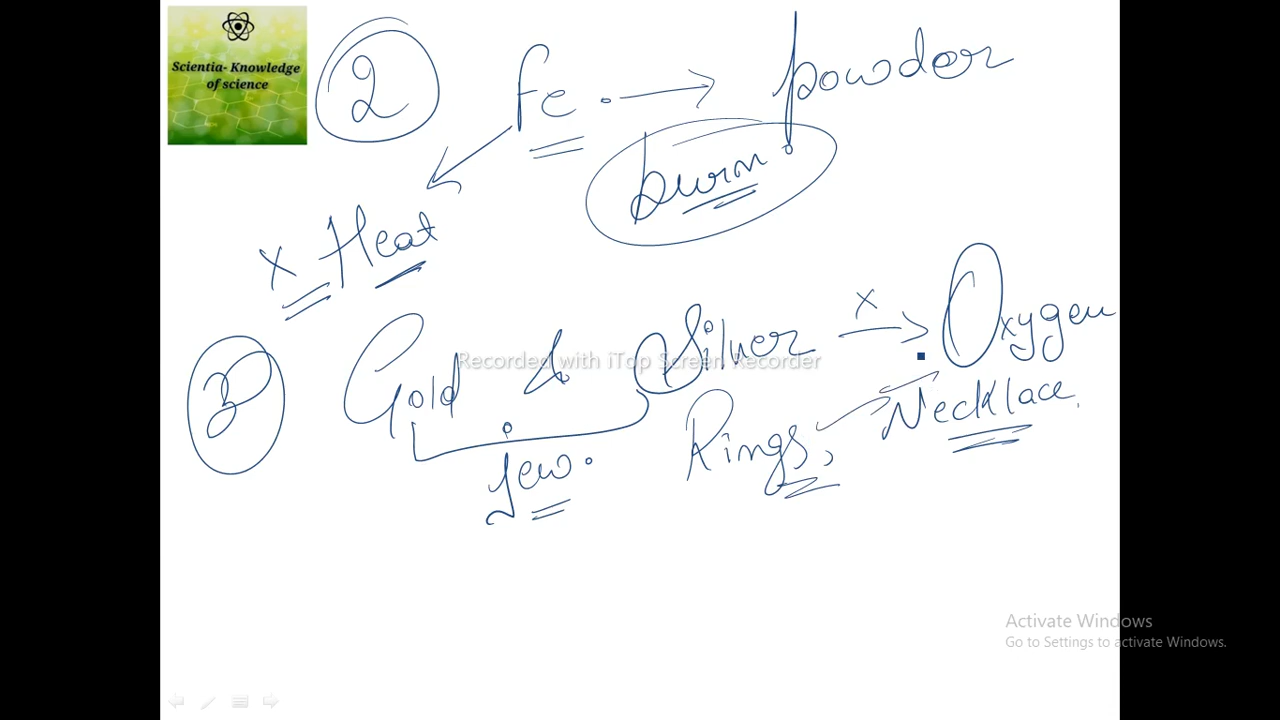 Scientia- Knowledge
of science
2
Fe. → powder
burn
x Heat
3
Gold & Silver x → Oxygen
Recorded with iTop Screen Recorder
Jew.
Rings, Necklace.
Activate Windows
Go to Settings to activate Windows.